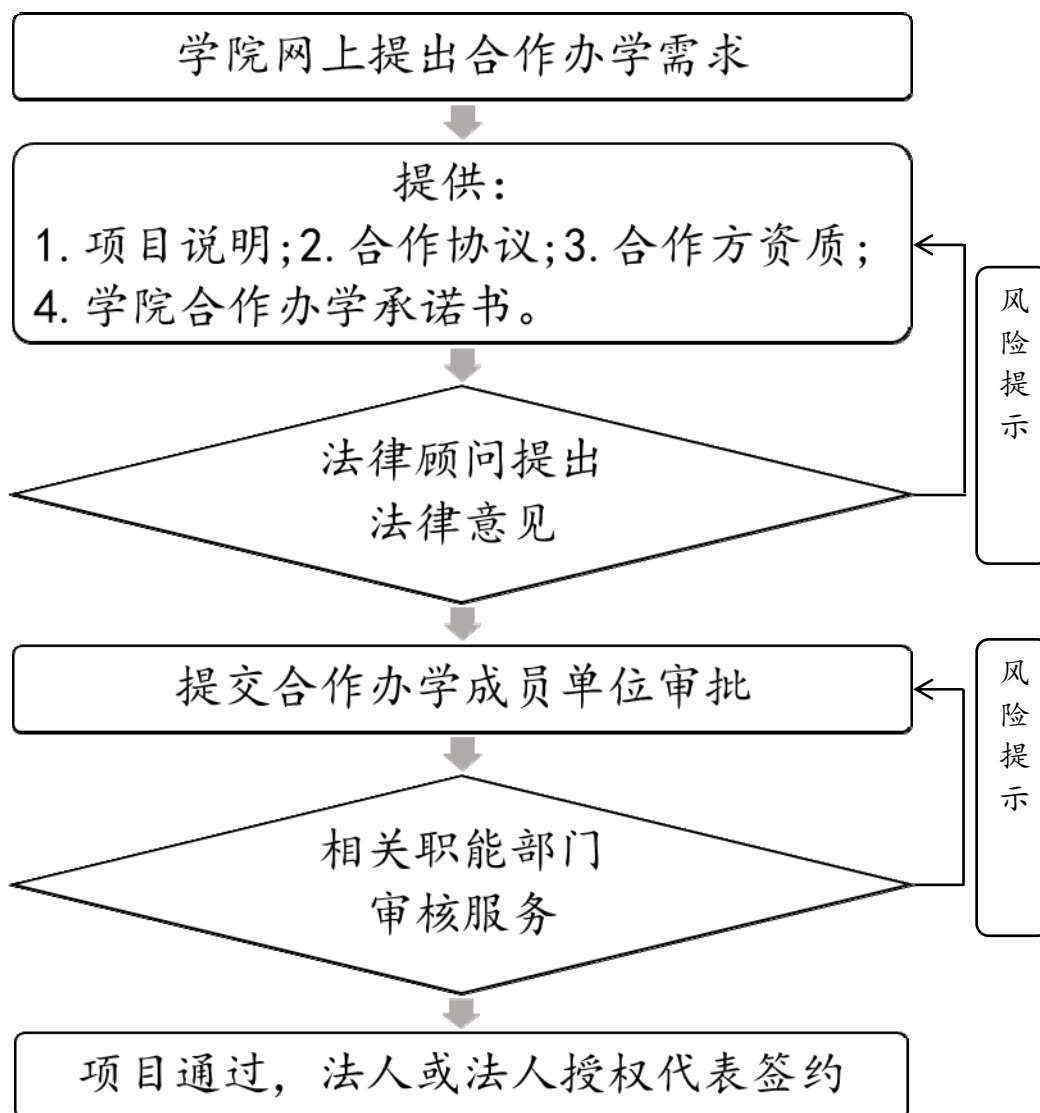 学院网上提出合作办学需求
提供：
1. 项目说明;2. 合作协议;3. 合作方资质;
4. 学院合作办学承诺书。
风
险
提
示
法律顾问提出
法律意见
提交合作办学成员单位审批
风
险
提
示
相关职能部门
审核服务
项目通过，法人或法人授权代表签约